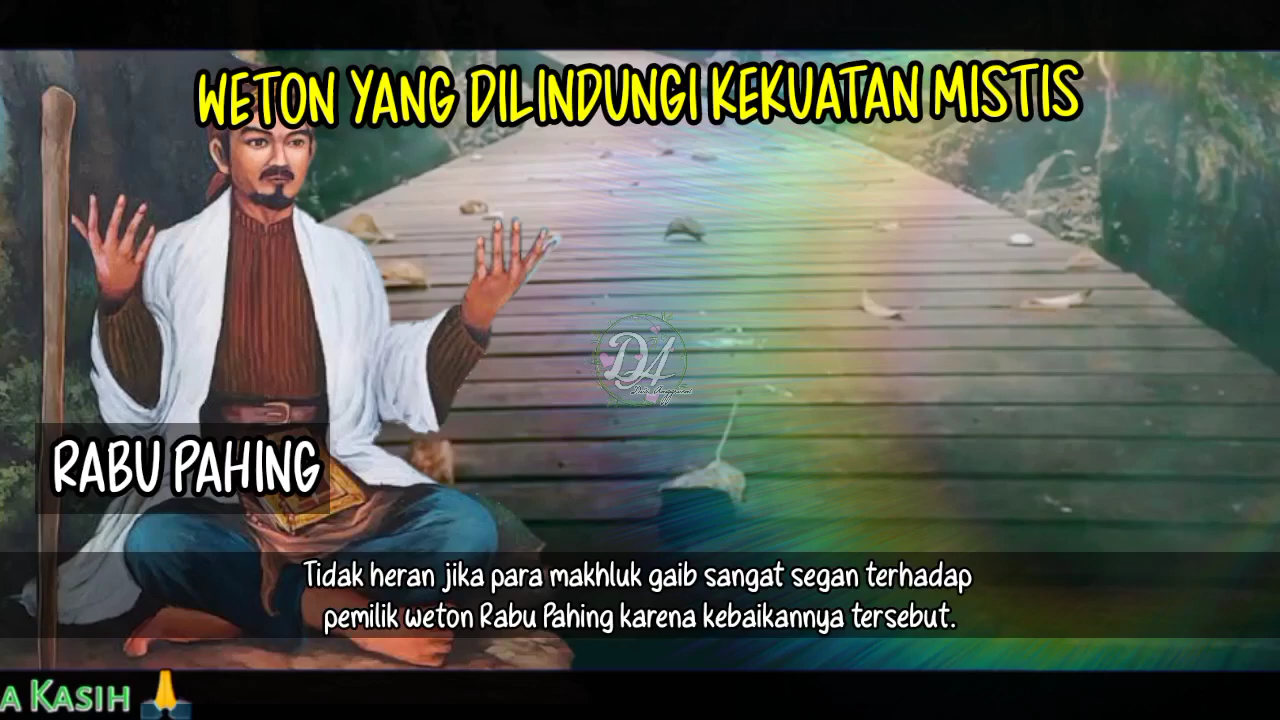 WETON YANG DILINDUNGI KEKUATAN MISTIS
DA
RABU PAHING
Tidak heran jika para makhluk gaib sangat segan terhadap
pemilik weton Rabu Pahing karena kebaikannya tersebut.
A KASIH 🙏